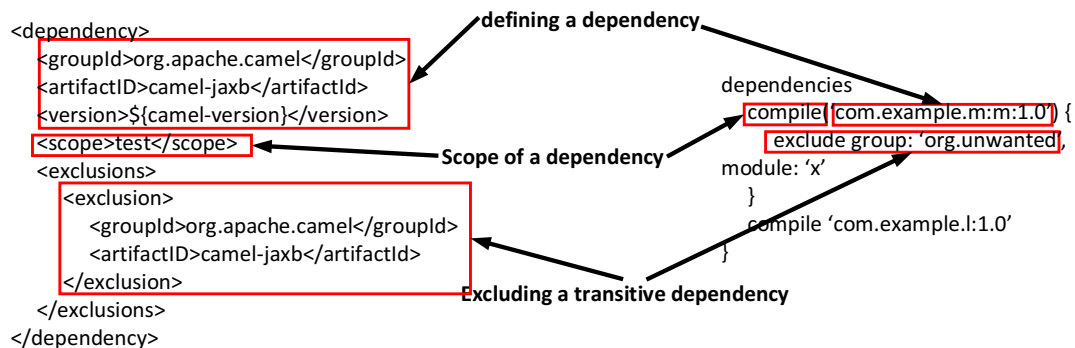 defining a dependency
<dependency>
<groupId>org.apache.camel</groupId>
<artifactID>camel-jaxb</artifactId>
<version>${camel-version}</version>
<scope>test</scope>
<exclusions>
<exclusion>
<groupId>org.apache.camel</groupId>
<artifactID>camel-jaxb</artifactId>
</exclusion>
</exclusions>
</dependency>
Scope of a dependency
Excluding a transitive dependency
dependencies
compile(‘com.example.m:m:1.0’) {
exclude group: ‘org.unwanted’,
module: ‘x’
}
compile ‘com.example.l:1.0’
}